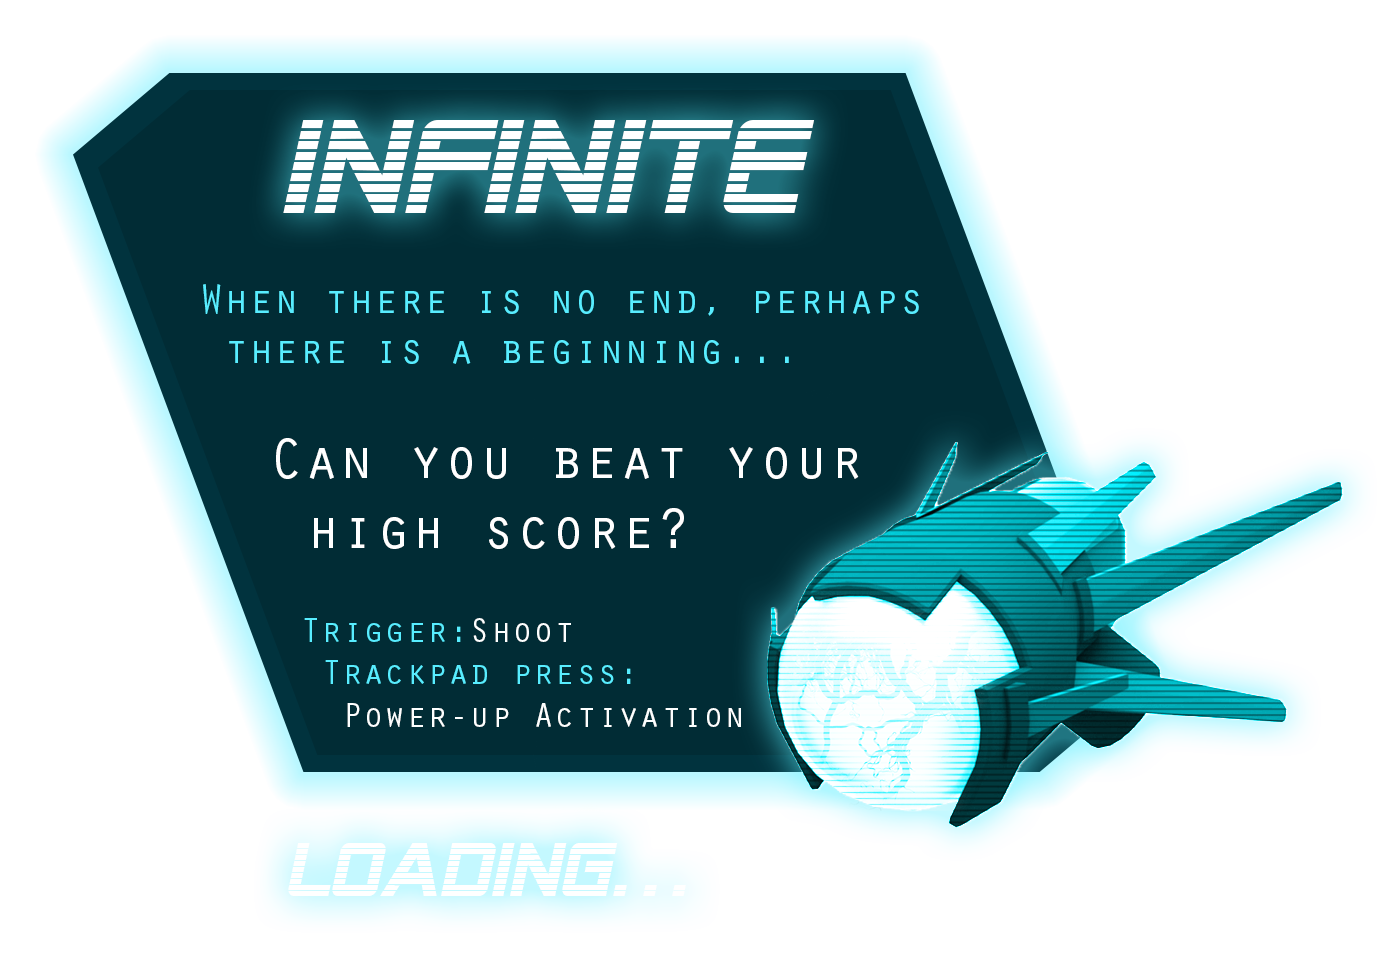 INFINITE
When there is no end, perhaps
there is a beginning...
Can you beat your
high score?
Trigger:Shoot
Trackpad press:
Power-up Activation
LOADING...